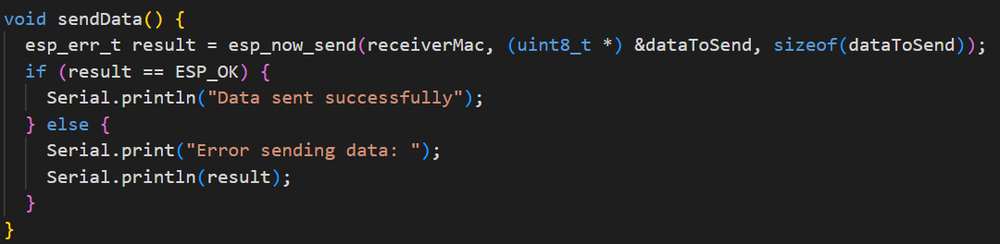 void sendData() {
  esp_err_t result = esp_now_send(receiverMac, (uint8_t *) &dataToSend, sizeof(dataToSend));
  if (result == ESP_OK) {
    Serial.println("Data sent successfully");
  } else {
    Serial.print("Error sending data: ");
    Serial.println(result);
  }
}